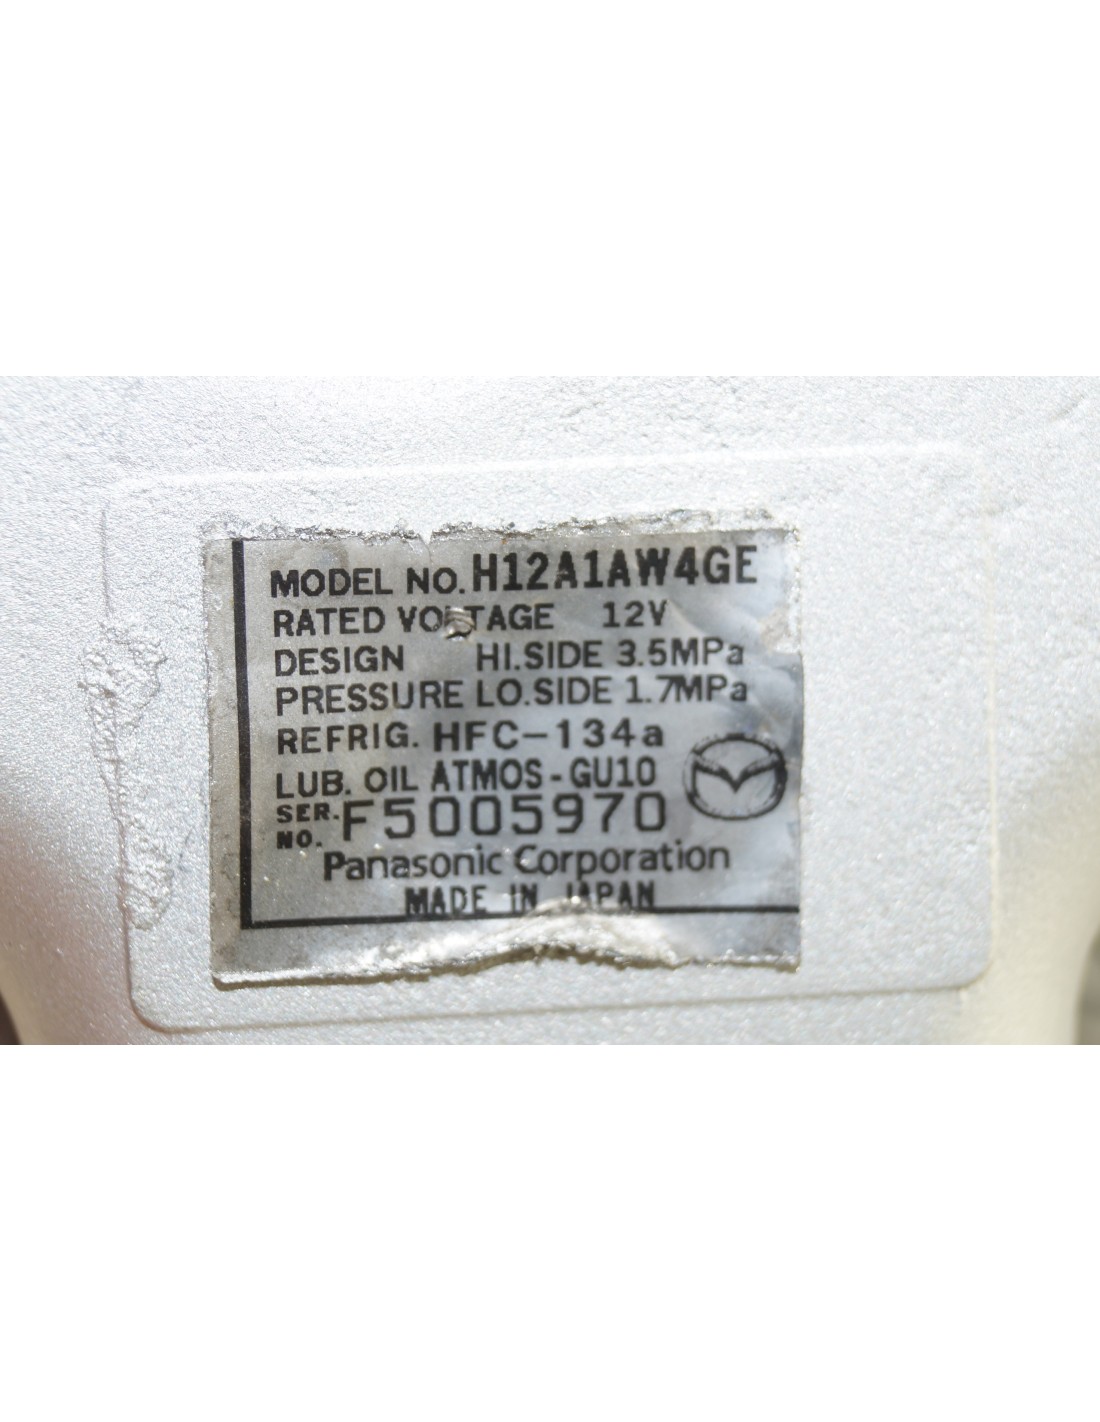 MODEL NO. H12A1AW4GE
RATED VOLTAGE 12V
DESIGN HI.SIDE 3.5MPa
PRESSURE LO.SIDE 1.7MPa
REFRIG. HFC-134a
LUB. OIL ATMOS-GU10
SER. NO. F5005970
Panasonic Corporation
MADE IN JAPAN